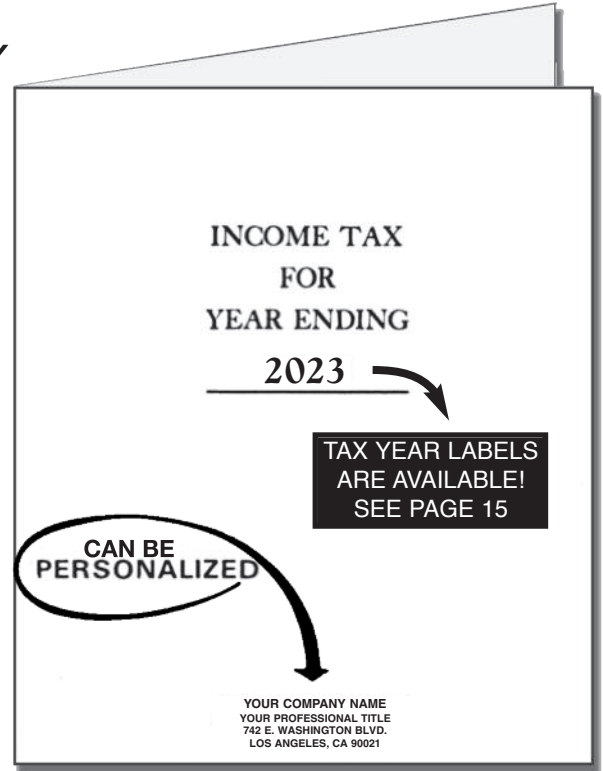 INCOME TAX
FOR
YEAR ENDING
2023
TAX YEAR LABELS
ARE AVAILABLE!
SEE PAGE 15
CAN BE
PERSONALIZED
YOUR COMPANY NAME
YOUR PROFESSIONAL TITLE
742 E. WASHINGTON BLVD.
LOS ANGELES, CA 90021